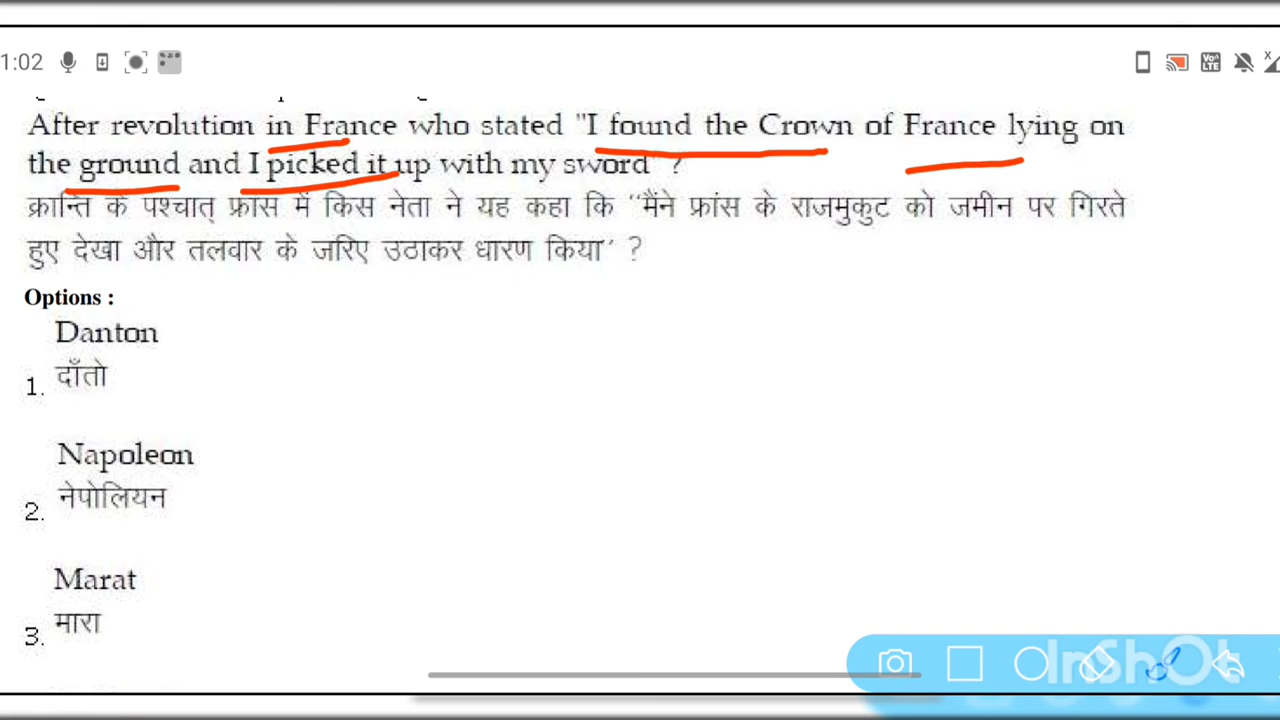 1:02
After revolution in France who stated "I found the Crown of France lying on
the ground and I picked it up with my sword" ?
क्रान्ति के पश्चात् फ्रांस में किस नेता ने यह कहा कि ‘‘मैंने फ्रांस के राजमुकुट को जमीन पर गिरते
हुए देखा और तलवार के जरिए उठाकर धारण किया’’ ?
Options :
Danton
1. दाँतो
Napoleon
2. नेपोलियन
Marat
3. मारा
InShOt